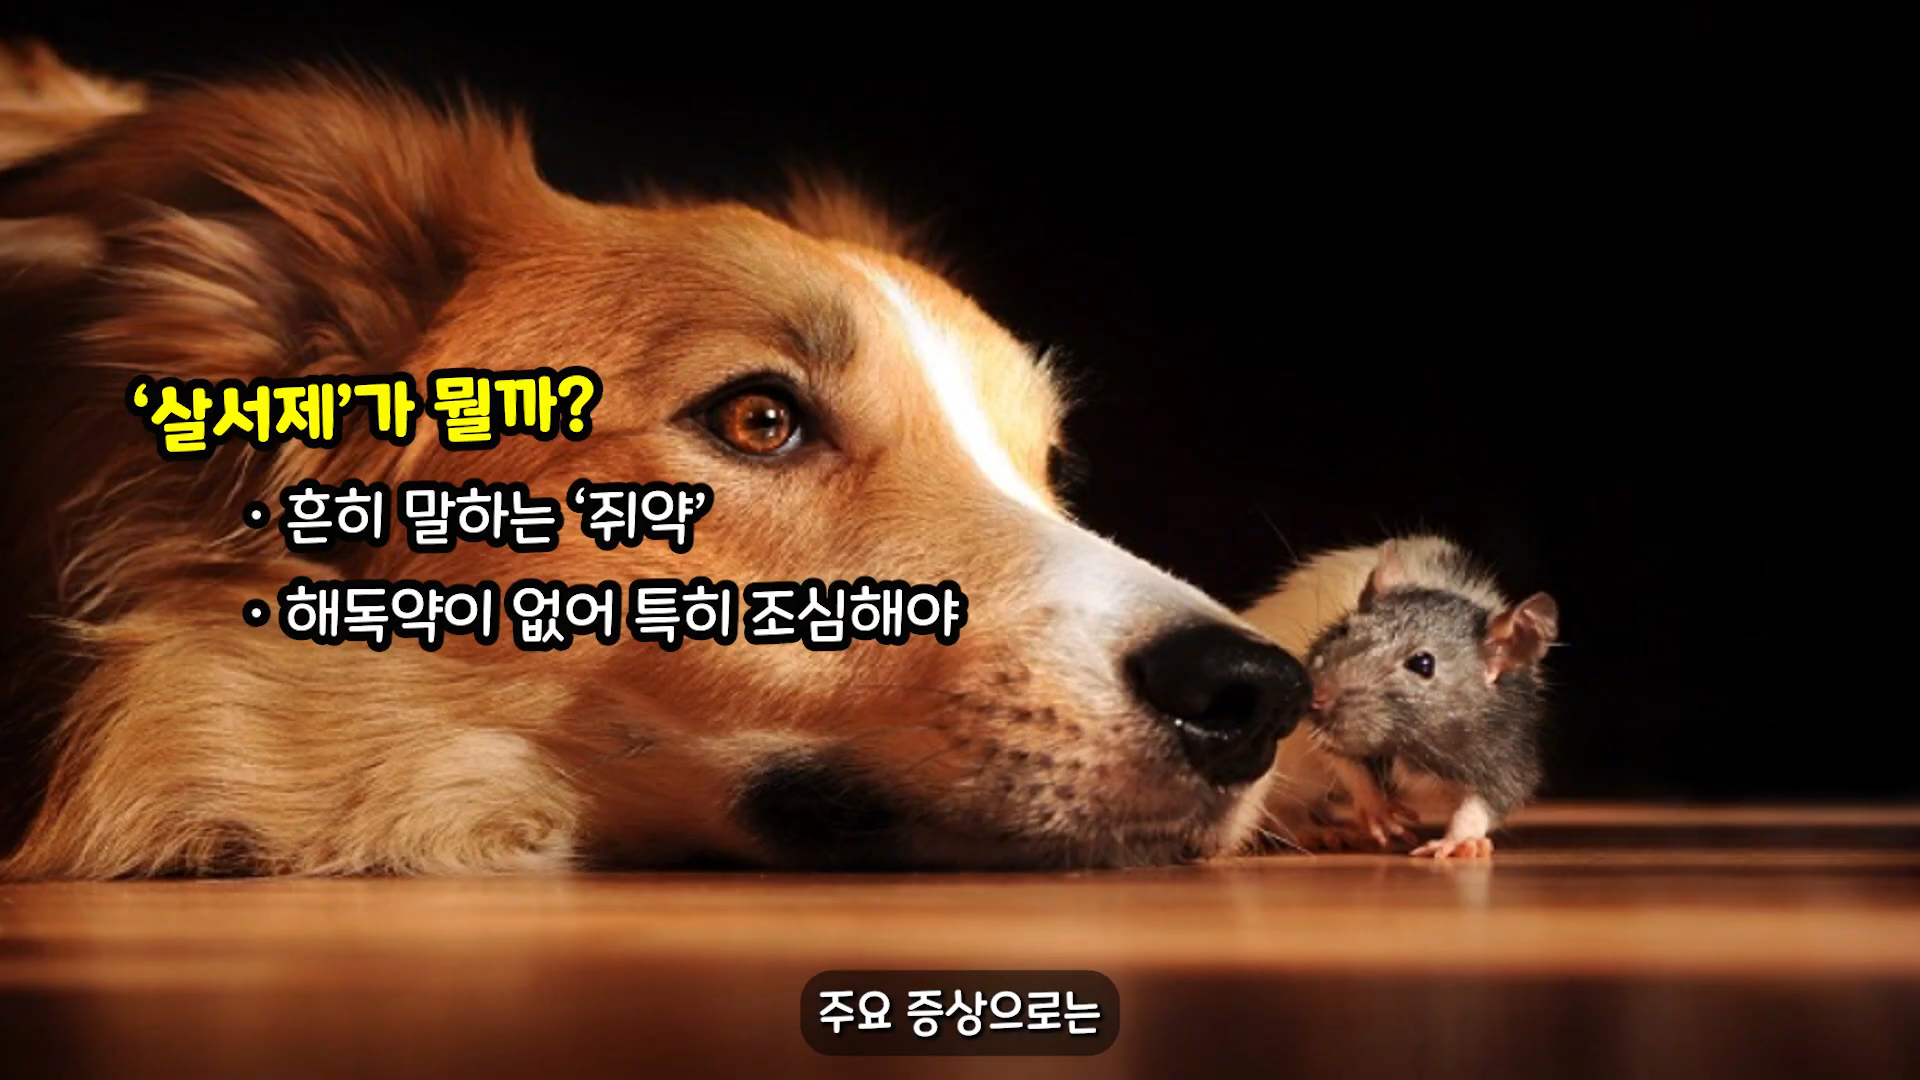 ‘살서제’가 뭘까?
• 흔히 말하는 ‘쥐약’
• 해독약이 없어 특히 조심해야
주요 증상으로는